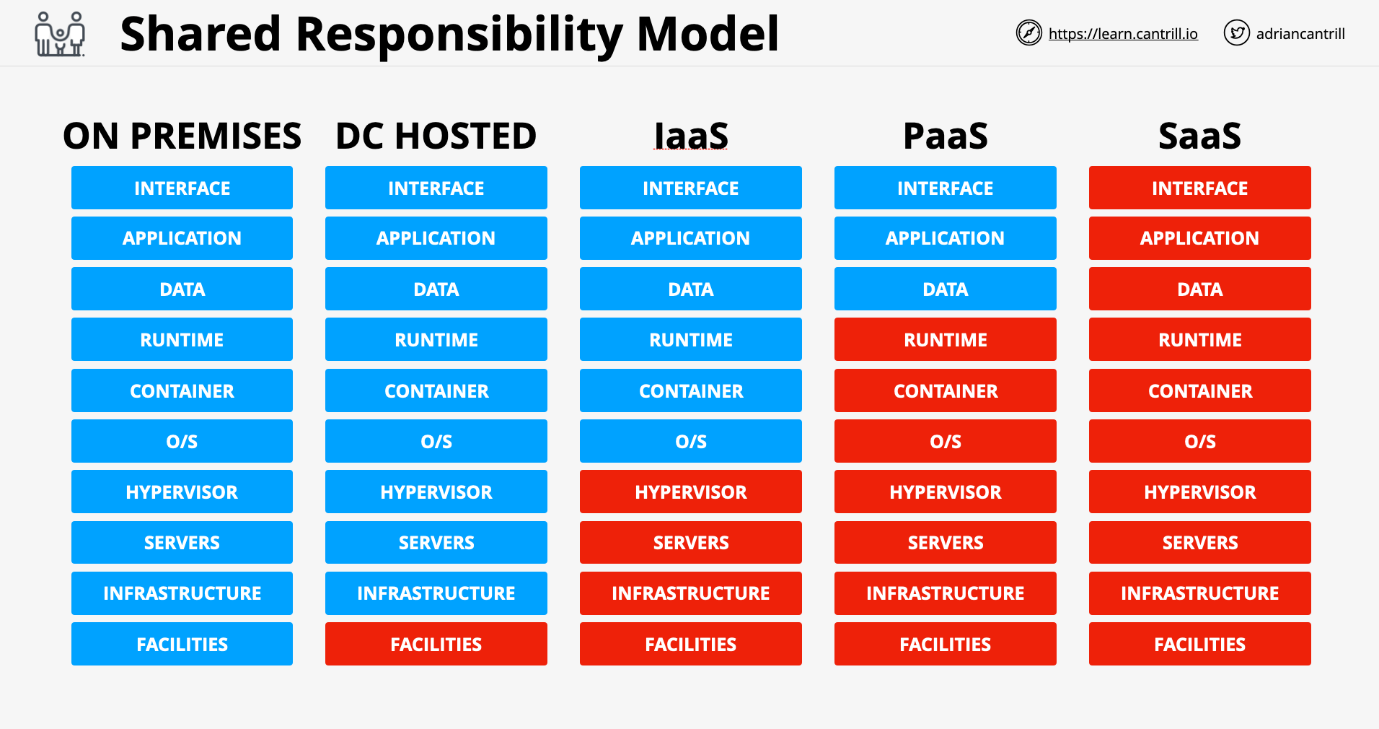 Shared Responsibility Model
https://learn.cantrill.io
adriancantrill
ON PREMISES DC HOSTED IaaS PaaS SaaS
INTERFACE INTERFACE INTERFACE INTERFACE INTERFACE
APPLICATION APPLICATION APPLICATION APPLICATION APPLICATION
DATA DATA DATA DATA DATA
RUNTIME RUNTIME RUNTIME RUNTIME RUNTIME
CONTAINER CONTAINER CONTAINER CONTAINER CONTAINER
O/S O/S O/S O/S O/S
HYPERVISOR HYPERVISOR HYPERVISOR HYPERVISOR HYPERVISOR
SERVERS SERVERS SERVERS SERVERS SERVERS
INFRASTRUCTURE INFRASTRUCTURE INFRASTRUCTURE INFRASTRUCTURE INFRASTRUCTURE
FACILITIES FACILITIES FACILITIES FACILITIES FACILITIES